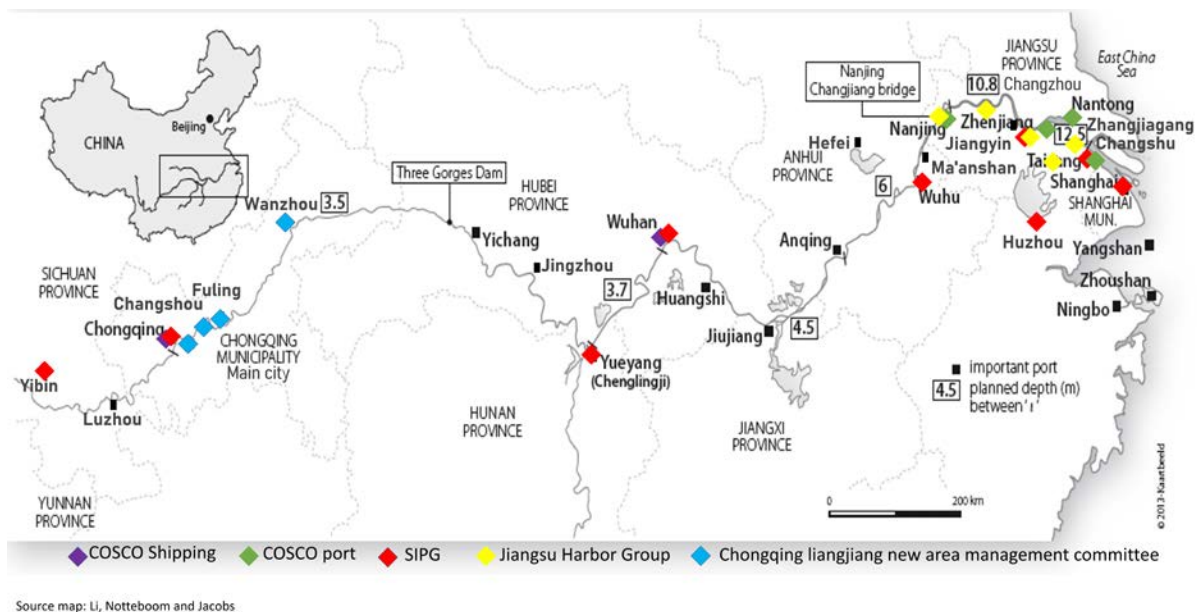 JIANGSU
PROVINCE
East China
Sea
Nanjing
Changjiang bridge
10.8
Changzhou
Nantong
Beijing
CHINA
Nanjing
Zhenjiang
Zhangjiagang
12.5
Changshu
Hefei
Jiangyin
ANHUI
PROVINCE
Ma'anshan
Shanghai
SHANGHAI
MUN.
Three Gorges Dam
HUBEI
PROVINCE
6
Wuhu
Wanzhou
3.5
Wuhan
Huzhou
Yichang
Anqing
Yangshan
Jingzhou
SICHUAN
PROVINCE
3.7
Zhoushan
Changshou
Fuling
Huangshi
Ningbo
Chongqing
4.5
Jiujiang
CHONGQING
MUNICIPALITY
Main city
Yueyang
(Chenglingji)
important port
Yibin
4.5
planned depth (m)
between 'ı'
Luzhou
HUNAN
PROVINCE
JIANGXI
PROVINCE
YUNNAN
PROVINCE
0
200 km
© 2013-Kaartbeeld
COSCO Shipping
COSCO port
SIPG
Jiangsu Harbor Group
Chongqing liangjiang new area management committee
Source map: Li, Notteboom and Jacobs